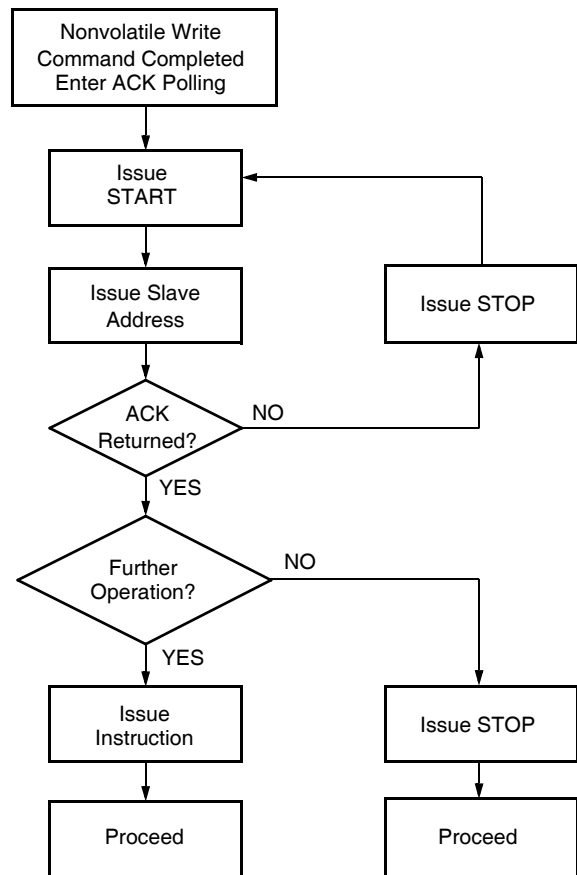 Nonvolatile Write
Command Completed
Enter ACK Polling
Issue
START
Issue Slave
Address
Issue STOP
ACK
Returned?
NO
YES
Further
Operation?
NO
YES
Issue
Instruction
Issue STOP
Proceed
Proceed